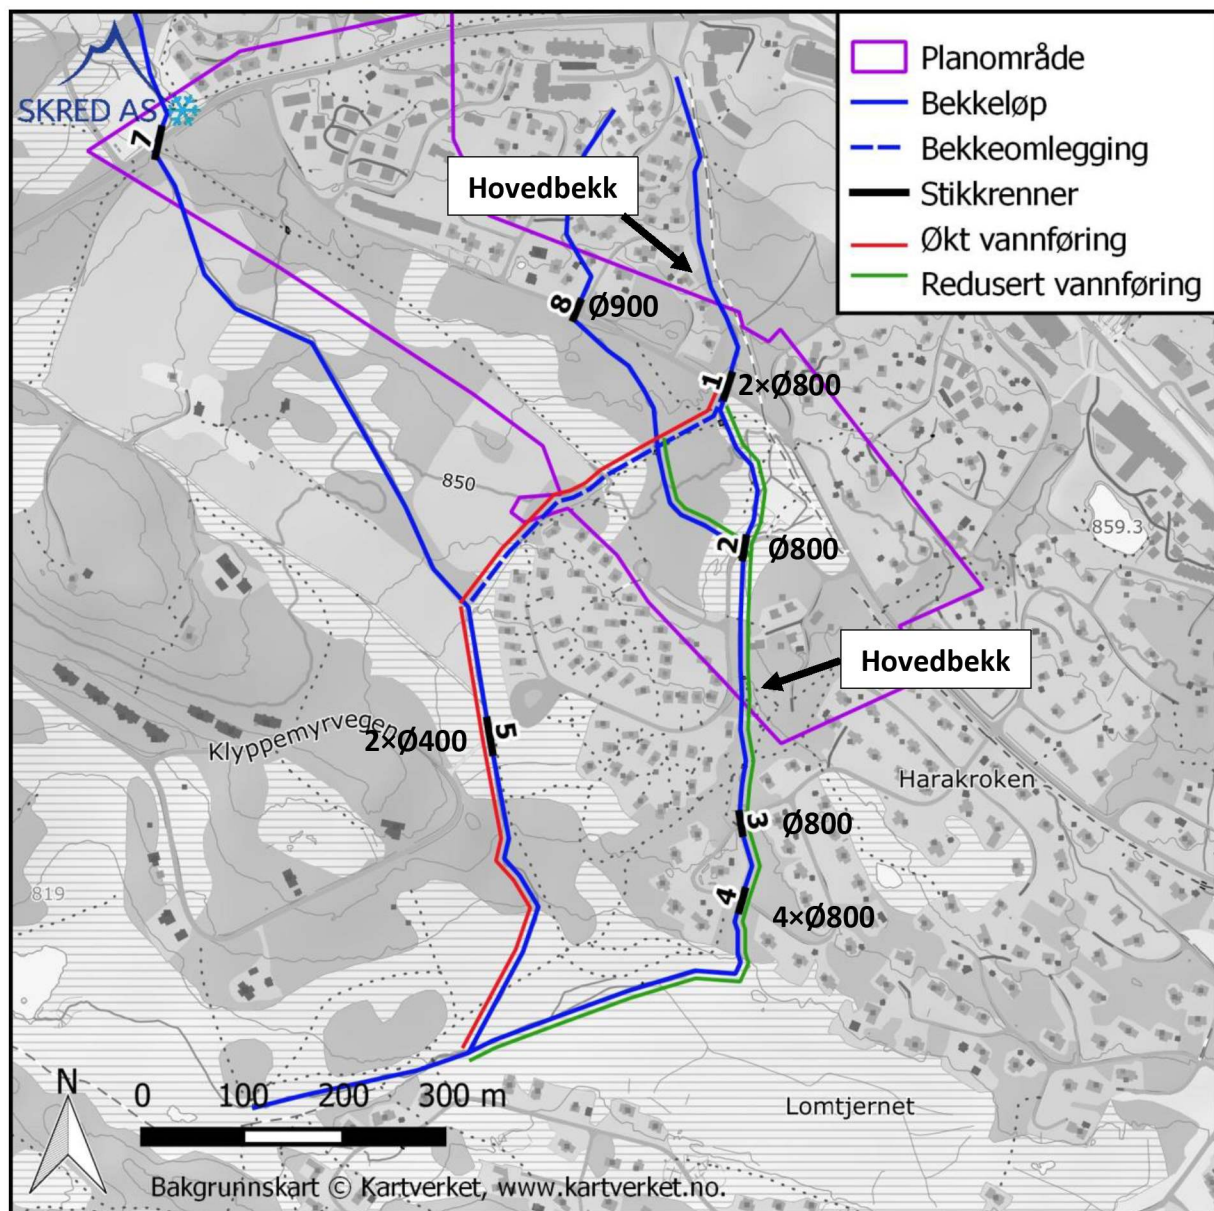 SKRED AS
Planområde
Bekkeløp
Bekkeomlegging
Stikkrenner
Økt vannføring
Redusert vannføring
7
Hovedbekk
8
Ø900
1
2×Ø800
850
859.3
2
Ø800
Hovedbekk
Klyppemyrvegen
2×Ø400
5
Harakroken
3
Ø800
819
4
4×Ø800
N
0 100 200 300 m
Lomtjernet
Bakgrunnskart © Kartverket, www.kartverket.no.